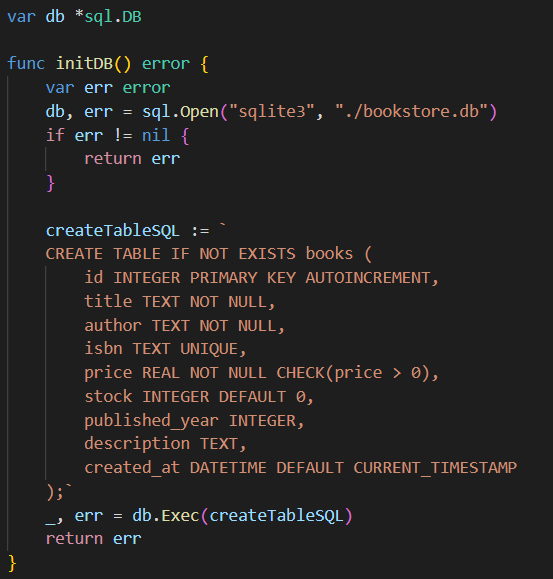 var db *sql.DB

func initDB() error {
    var err error
    db, err = sql.Open("sqlite3", "./bookstore.db")
    if err != nil {
        return err
    }

    createTableSQL := `
    CREATE TABLE IF NOT EXISTS books (
        id INTEGER PRIMARY KEY AUTOINCREMENT,
        title TEXT NOT NULL,
        author TEXT NOT NULL,
        isbn TEXT UNIQUE,
        price REAL NOT NULL CHECK(price > 0),
        stock INTEGER DEFAULT 0,
        published_year INTEGER,
        description TEXT,
        created_at DATETIME DEFAULT CURRENT_TIMESTAMP
    );`
    _, err = db.Exec(createTableSQL)
    return err
}